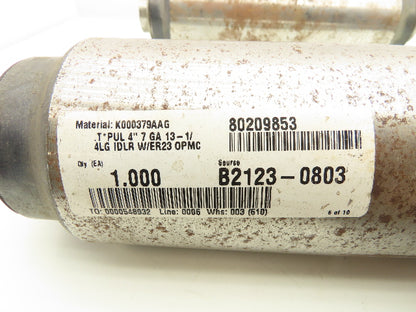 Material: K000379AAG
80209853
T*PUL 4" 7 GA 13-1/
4LG IDLR W/ER23 OPMC
Qty (EA)
Source
1.000
B2123-0803
TO: 0000548932 Line: 0006 Whs: 003 (610)
6 of 10